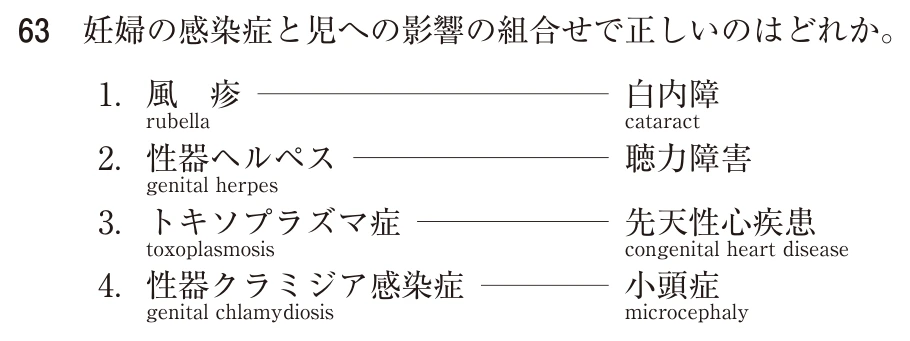 63 妊婦の感染症と児への影響の組合せで正しいのはどれか。
1. 風 疹 ── 白内障
rubella cataract
2. 性器ヘルペス ── 聴力障害
genital herpes
3. トキソプラズマ症 ── 先天性心疾患
toxoplasmosis congenital heart disease
4. 性器クラミジア感染症 ── 小頭症
genital chlamydiosis microcephaly